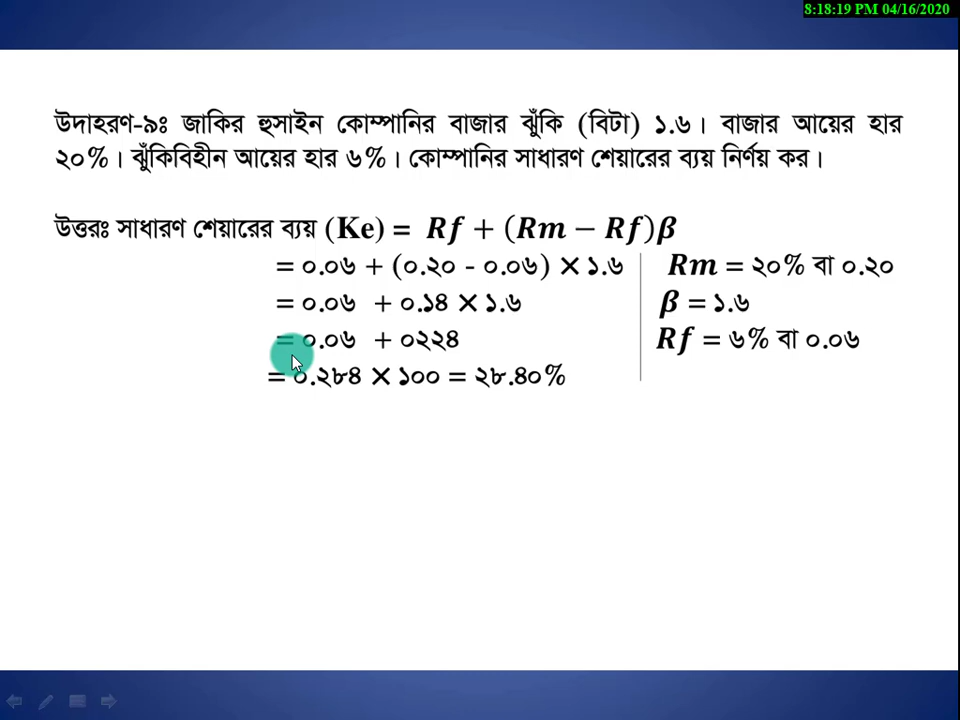 8:18:19 PM 04/16/2020
উদাহরণ-৯ঃ জাকির হুসাইন কোম্পানির বাজার ঝুঁকি (বিটা) ১.৬। বাজার আয়ের হার
২০%। ঝুঁকিবিহীন আয়ের হার ৬%। কোম্পানির সাধারণ শেয়ারের ব্যয় নির্ণয় কর।
উত্তরঃ সাধারণ শেয়ারের ব্যয় (Ke) = Rf + (Rm − Rf)β
= ০.০৬ + (০.২০ - ০.০৬) × ১.৬ Rm = ২০% বা ০.২০
= ০.০৬ + ০.১৪ × ১.৬ β = ১.৬
= ০.০৬ + ০২২৪ Rf = ৬% বা ০.০৬
= ০.২৮৪ × ১০০ = ২৮.৪০%